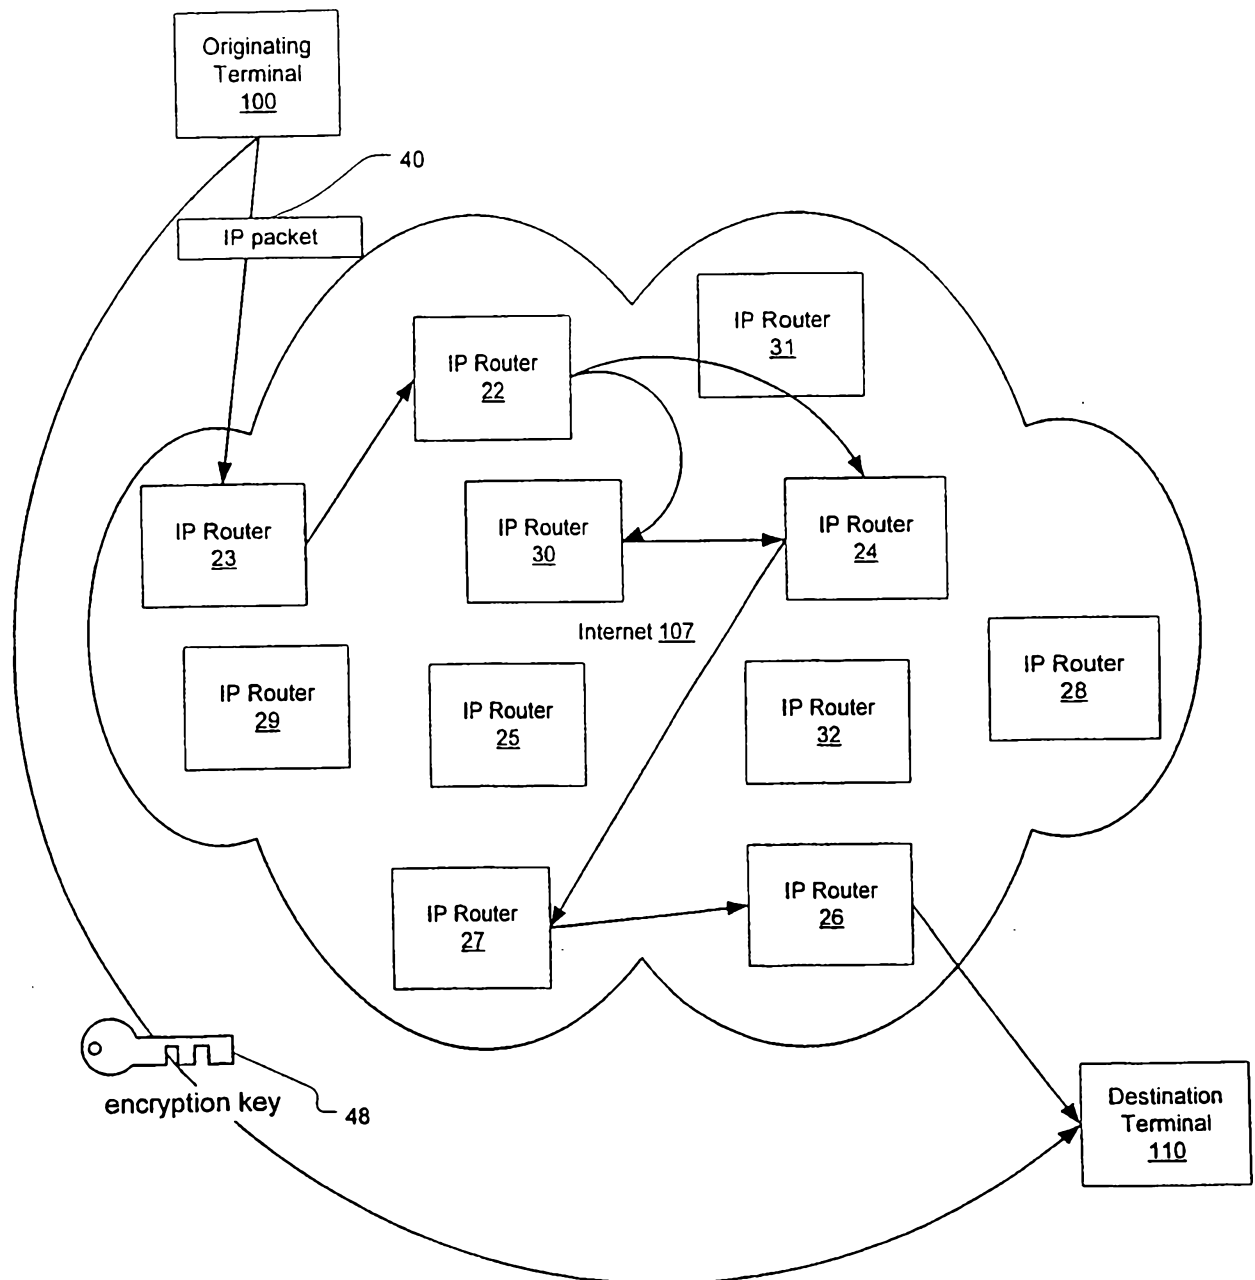 Originating
Terminal
100
40
IP packet
IP Router
31
IP Router
22
IP Router
23
IP Router
30
IP Router
24
Internet 107
IP Router
29
IP Router
25
IP Router
32
IP Router
28
IP Router
27
IP Router
26
encryption key
48
Destination
Terminal
110